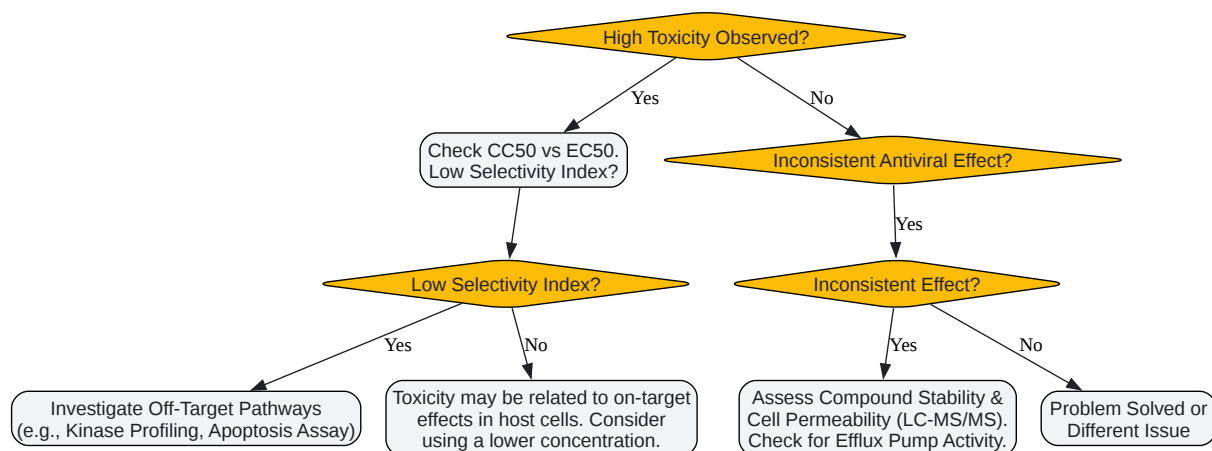 High Toxicity Observed?
Yes
No
Check CC50 vs EC50.
Low Selectivity Index?
Inconsistent Antiviral Effect?
Yes
Low Selectivity Index?
Inconsistent Effect?
Yes
No
Yes
No
Investigate Off-Target Pathways
(e.g., Kinase Profiling, Apoptosis Assay)
Toxicity may be related to on-target
effects in host cells. Consider
using a lower concentration.
Assess Compound Stability &
Cell Permeability (LC-MS/MS).
Check for Efflux Pump Activity.
Problem Solved or
Different Issue